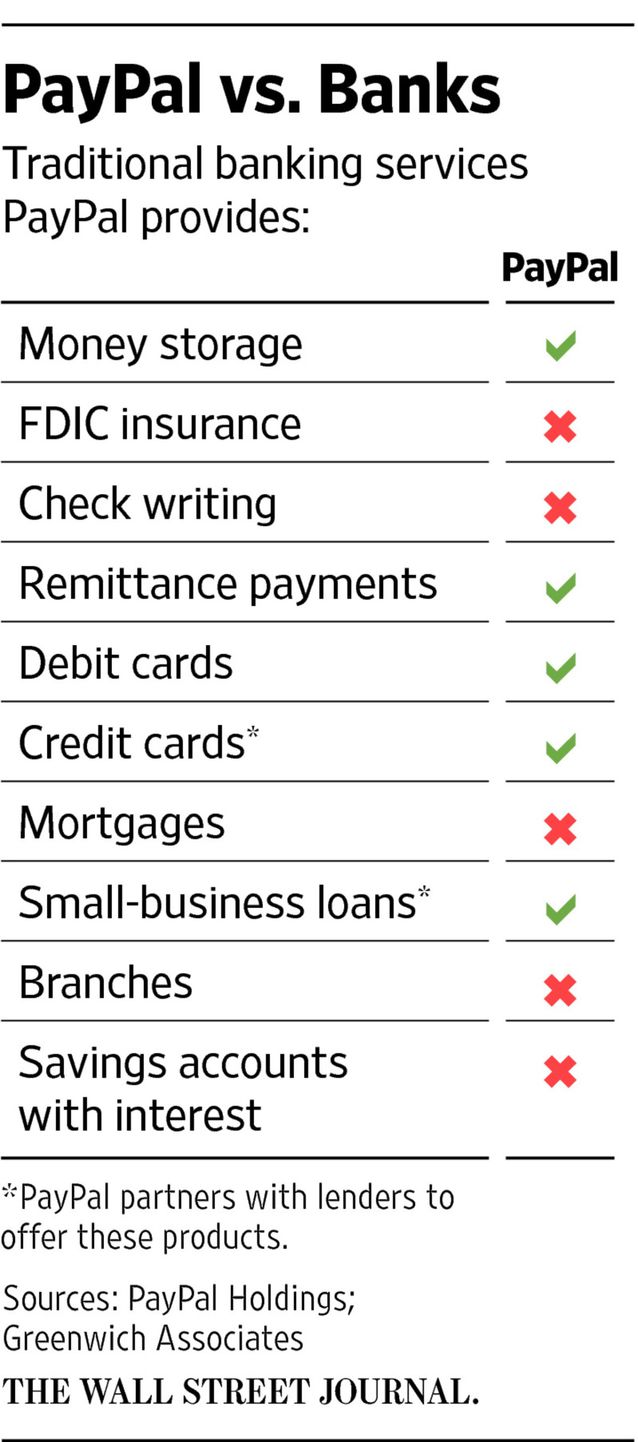 PayPal vs. Banks
Traditional banking services
PayPal provides:
PayPal
Money storage
FDIC insurance
Check writing
Remittance payments
Debit cards
Credit cards*
Mortgages
Small-business loans*
Branches
Savings accounts
with interest
*PayPal partners with lenders to
offer these products.
Sources: PayPal Holdings;
Greenwich Associates
THE WALL STREET JOURNAL.